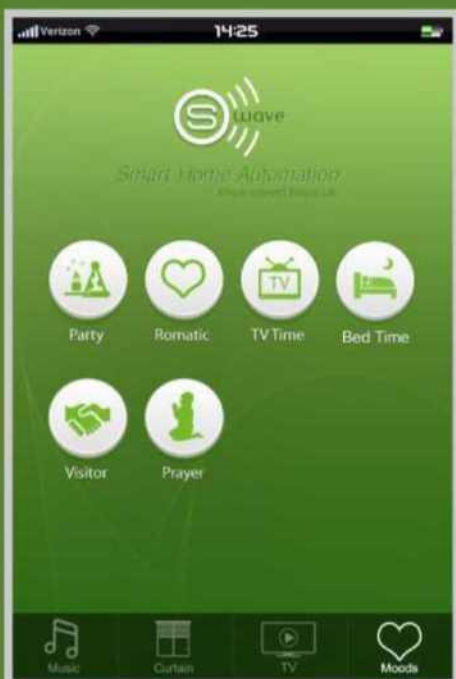 Verizon 14:25
S wave
Smart Home Automation
Party Romatic TV Time Bed Time
TV
Visitor Prayer
Music Curtain TV Moods